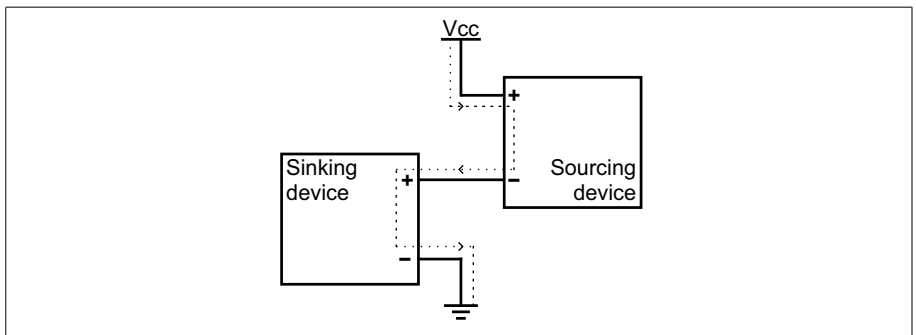 Vcc
+
Sourcing
device
−
Sinking
device
+
−